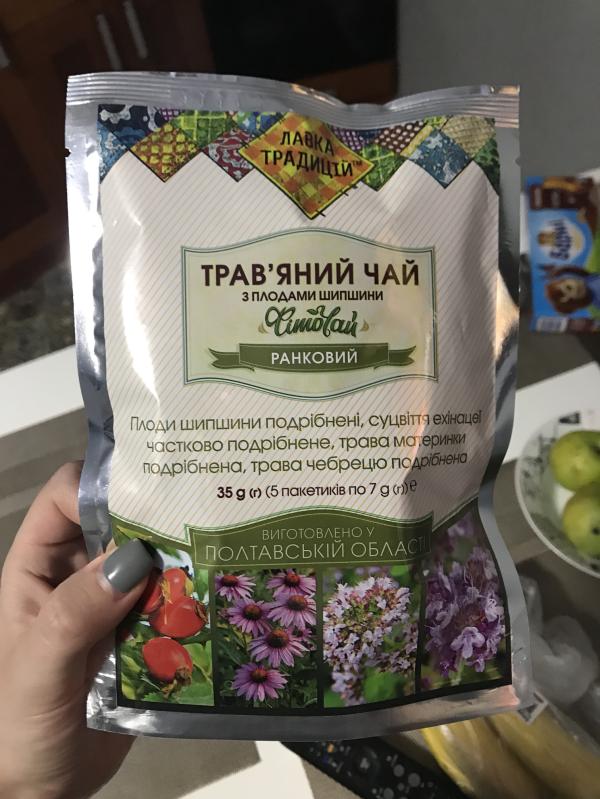 ЛАВКА
ТРАДИЦІЙ™
ТРАВ’ЯНИЙ ЧАЙ
З ПЛОДАМИ ШИПШИНИ
ФітоЧай
РАНКОВИЙ
Плоди шипшини подрібнені, суцвіття ехінацеї
частково подрібнене, трава материнки
подрібнена, трава чебрецю подрібнена
35 g (г) (5 пакетиків по 7 g (г)) ℮
ВИГОТОВЛЕНО У
ПОЛТАВСЬКІЙ ОБЛАСТІ